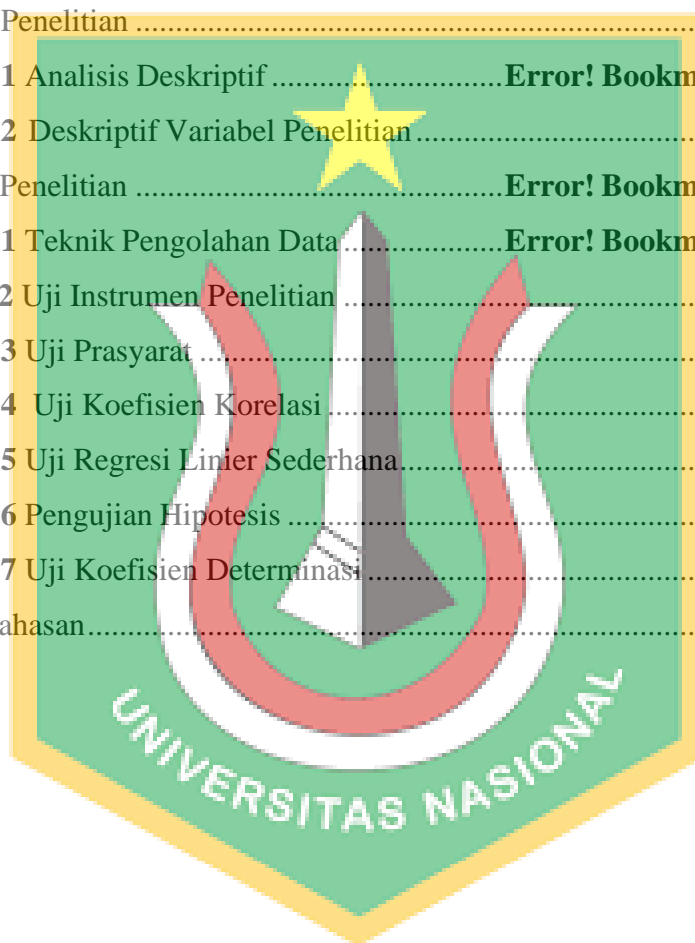 Penelitian ...............................................................
1 Analisis Deskriptif ..........................Error! Bookm
2 Deskriptif Variabel Penelitian...............................
Penelitian ..........................................Error! Bookm
1 Teknik Pengolahan Data...................Error! Bookm
2 Uji Instrumen Penelitian ........................................
3 Uji Prasyarat ........................................................
4 Uji Koefisien Korelasi ..........................................
5 Uji Regresi Linier Sederhana.................................
6 Pengujian Hipotesis ..............................................
7 Uji Koefisien Determinasi .....................................
ahasan.....................................................................
UNIVERSITAS NASIONAL